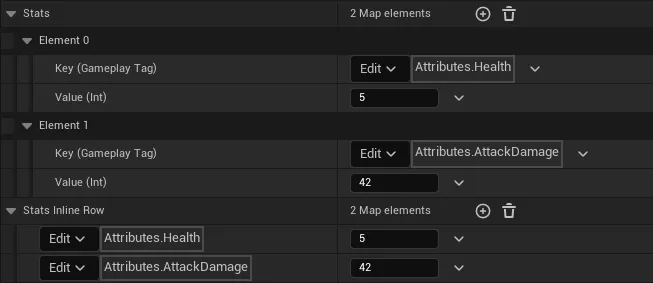 Stats 2 Map elements
Element 0
Key (Gameplay Tag) Edit Attributes.Health
Value (Int) 5
Element 1
Key (Gameplay Tag) Edit Attributes.AttackDamage
Value (Int) 42
Stats Inline Row 2 Map elements
Edit Attributes.Health 5
Edit Attributes.AttackDamage 42